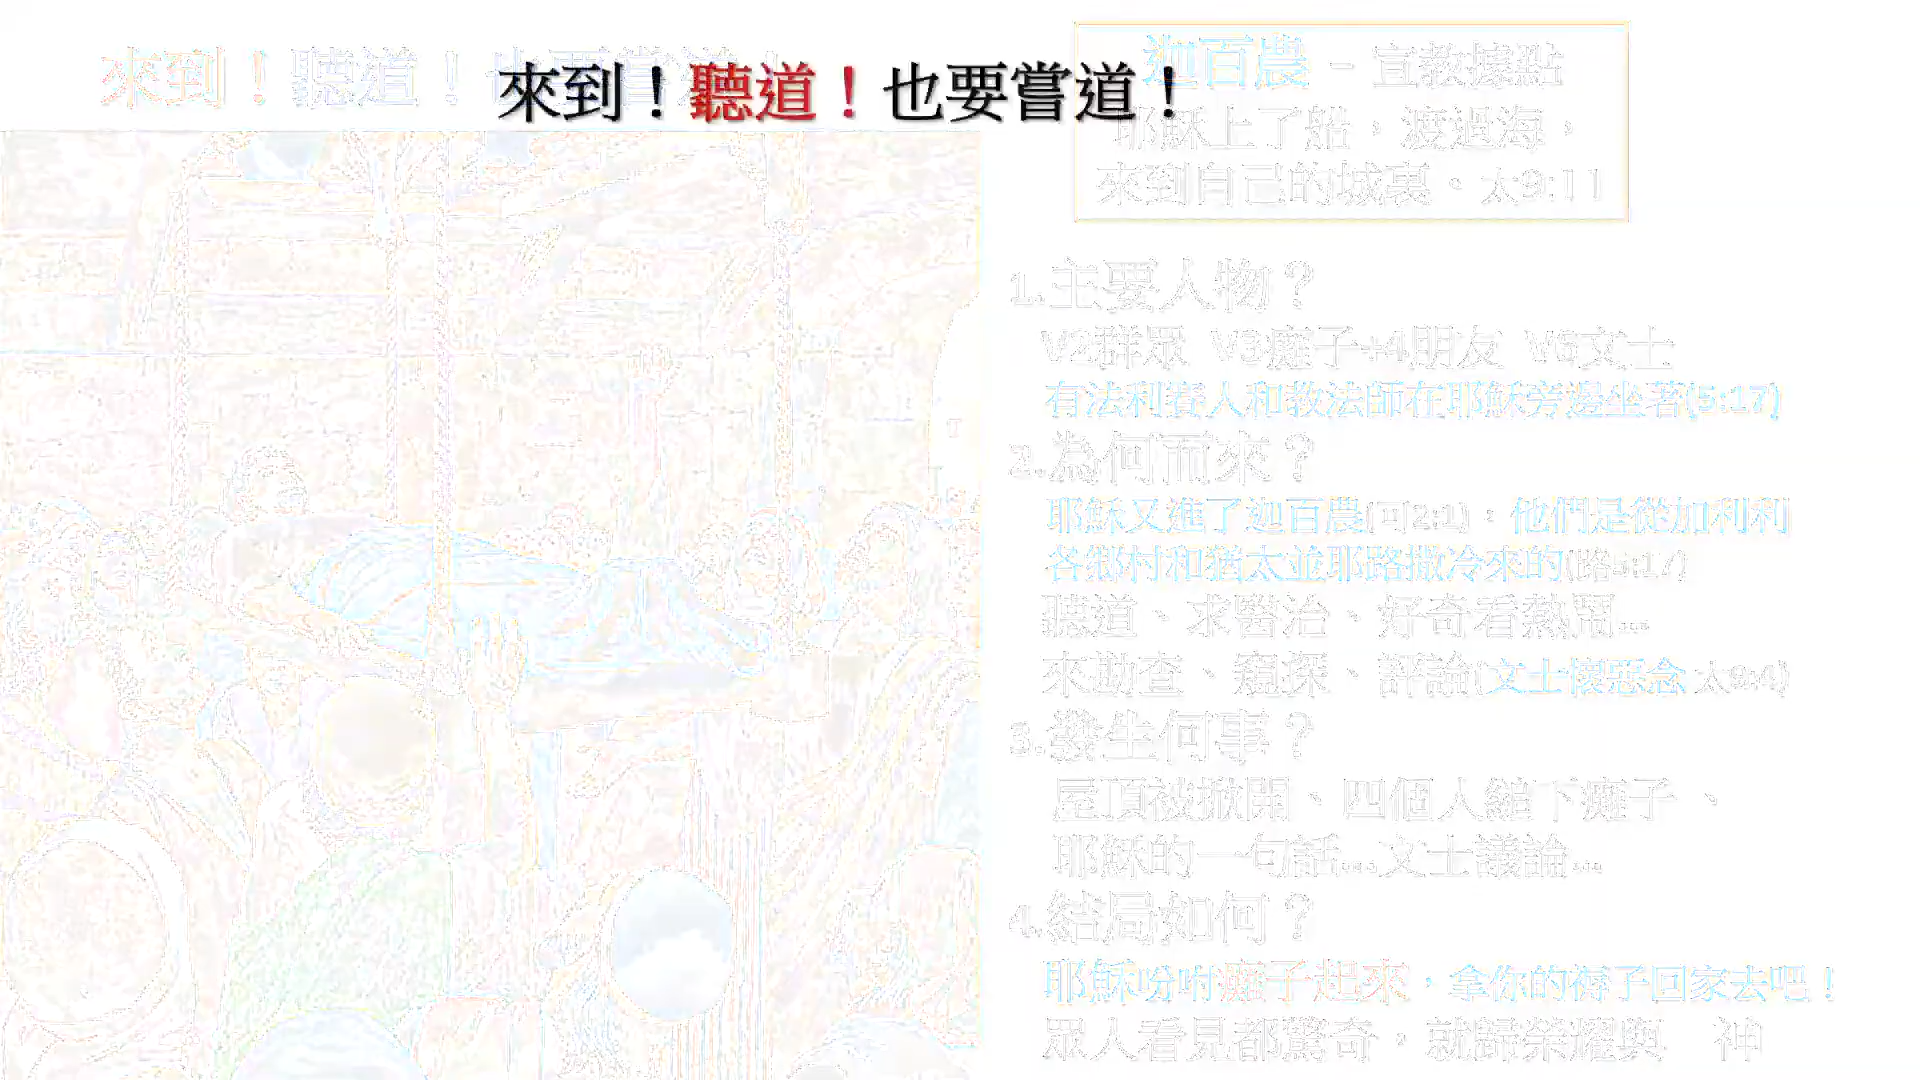 來到！聽道！也要嘗道！
來到！聽道！
迦百農 – 宣教據點
耶穌上了船，渡過海，
來到自己的城裏。太9:11
1.主要人物？
V2群眾 V3癱子+4朋友 V6文士
有法利賽人和教法師在耶穌旁邊坐著(5:17)
2.為何而來？
耶穌又進了迦百農(可2:1)，他們是從加利利
各鄉村和猶太並耶路撒冷來的(路5:17)
聽道、求醫治、好奇看熱鬧…
來勘查、窺探、評論(文士懷惡念 太9:4)
3.發生何事？
屋頂被掀開、四個人縋下癱子、
耶穌的一句話…文士議論…
4.結局如何？
耶穌吩咐癱子起來，拿你的褥子回家去吧！
眾人看見都驚奇，就歸榮耀與　神